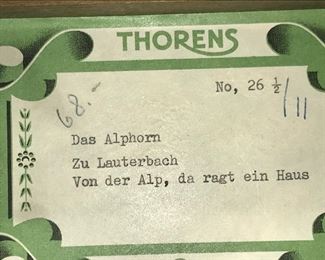 THORENS
No, 26 ½ / 11
68.-
Das Alphorn
Zu Lauterbach
Von der Alp, da ragt ein Haus